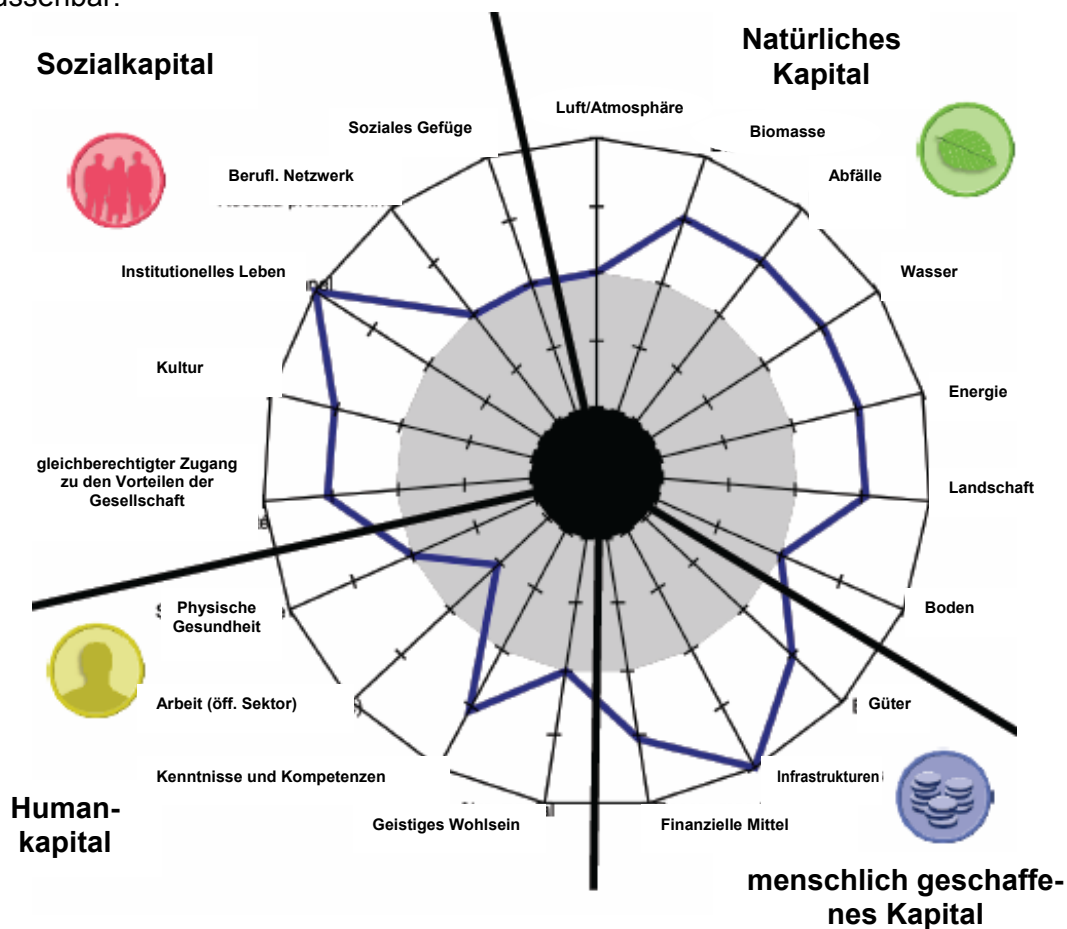 Sozialkapital
Natürliches
Kapital
Luft/Atmosphäre
Soziales Gefüge
Biomasse
Berufl. Netzwerk
Abfälle
Institutionelles Leben
Wasser
Kultur
Energie
gleichberechtigter Zugang
zu den Vorteilen der
Gesellschaft
Landschaft
Physische
Gesundheit
Boden
Arbeit (öff. Sektor)
Güter
Kenntnisse und Kompetenzen
Infrastrukturen
Human-
kapital
Geistiges Wohlsein
Finanzielle Mittel
menschlich geschaffe-
nes Kapital